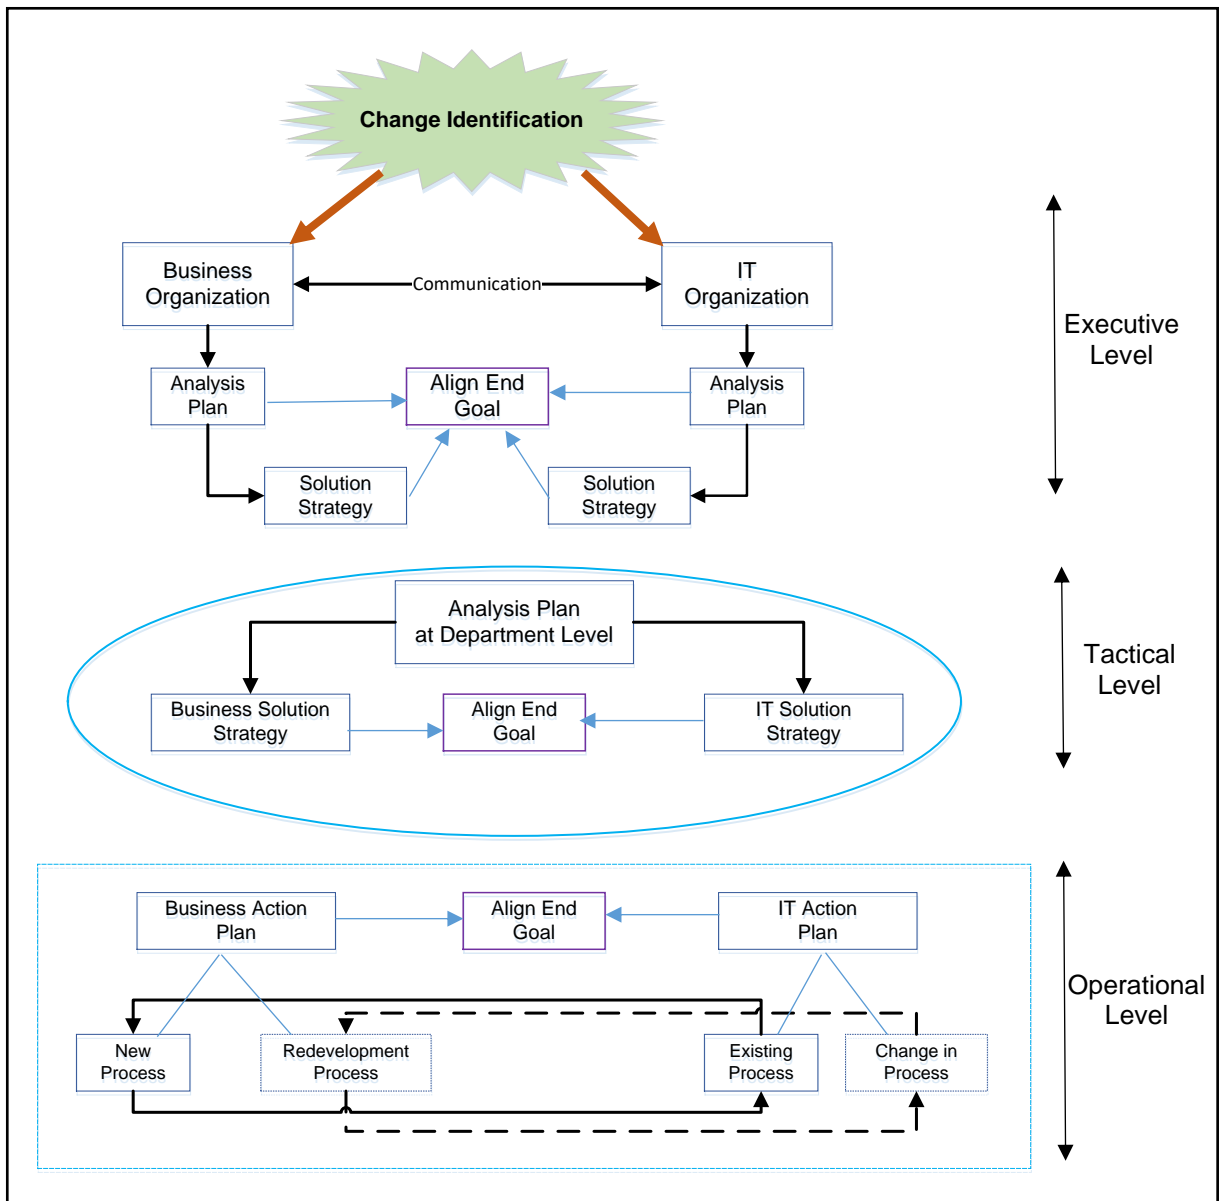 Change Identification
Business
Organization
Communication
IT
Organization
Executive
Level
Analysis
Plan
Align End
Goal
Analysis
Plan
Solution
Strategy
Solution
Strategy
Analysis Plan
at Department Level
Tactical
Level
Business Solution
Strategy
Align End
Goal
IT Solution
Strategy
Business Action
Plan
Align End
Goal
IT Action
Plan
Operational
Level
New
Process
Redevelopment
Process
Existing
Process
Change in
Process